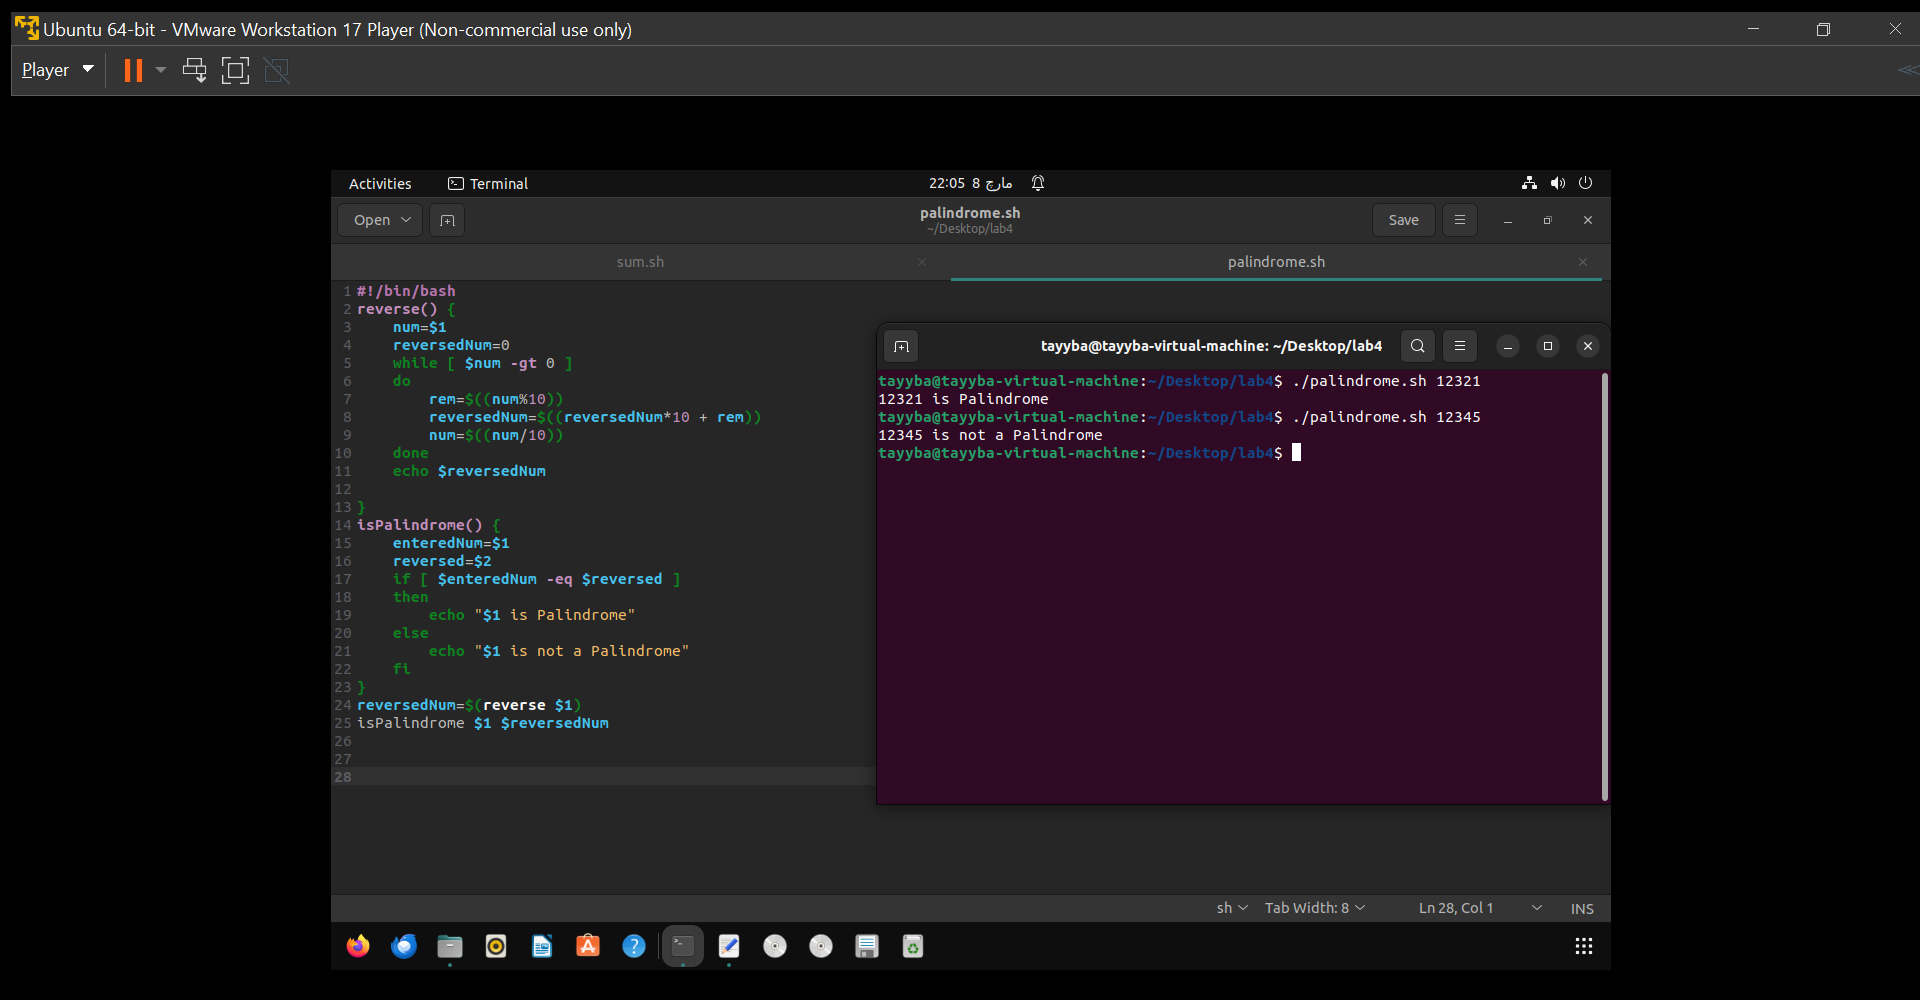 Ubuntu 64-bit - VMware Workstation 17 Player (Non-commercial use only)
Player
Activities
Terminal
22:05 8 مارچ
Open
palindrome.sh
~/Desktop/lab4
Save
sum.sh
palindrome.sh
1 #!/bin/bash
2 reverse() {
3     num=$1
4     reversedNum=0
5     while [ $num -gt 0 ]
6     do
7         rem=$((num%10))
8         reversedNum=$((reversedNum*10 + rem))
9         num=$((num/10))
10     done
11     echo $reversedNum
12
13 }
14 isPalindrome() {
15     enteredNum=$1
16     reversed=$2
17     if [ $enteredNum -eq $reversed ]
18     then
19         echo "$1 is Palindrome"
20     else
21         echo "$1 is not a Palindrome"
22     fi
23 }
24 reversedNum=$(reverse $1)
25 isPalindrome $1 $reversedNum
26
27
28
tayyba@tayyba-virtual-machine: ~/Desktop/lab4
tayyba@tayyba-virtual-machine:~/Desktop/lab4$ ./palindrome.sh 12321
12321 is Palindrome
tayyba@tayyba-virtual-machine:~/Desktop/lab4$ ./palindrome.sh 12345
12345 is not a Palindrome
tayyba@tayyba-virtual-machine:~/Desktop/lab4$
sh
Tab Width: 8
Ln 28, Col 1
INS